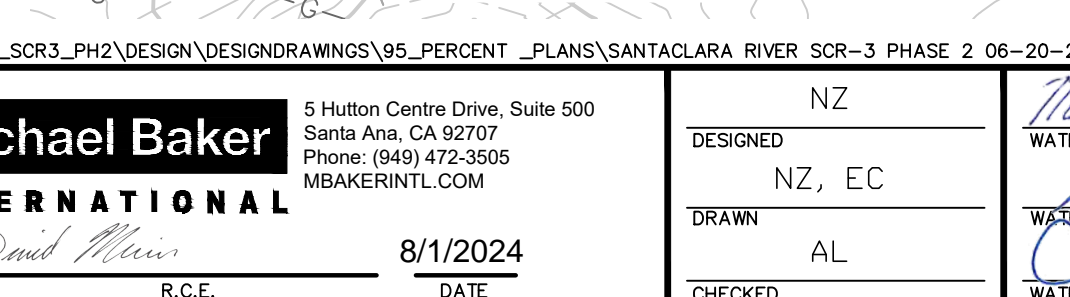 G
_SCR3_PH2\DESIGN\DESIGNDRAWINGS\95_PERCENT _PLANS\SANTACLARA RIVER SCR-3 PHASE 2 06-20-2
chael Baker
ERNATIONAL
5 Hutton Centre Drive, Suite 500
Santa Ana, CA 92707
Phone: (949) 472-3505
MBAKERINTL.COM
8/1/2024
R.C.E.
DATE
NZ
DESIGNED
NZ, EC
DRAWN
AL
CHECKED
WAT
WAT
WAT